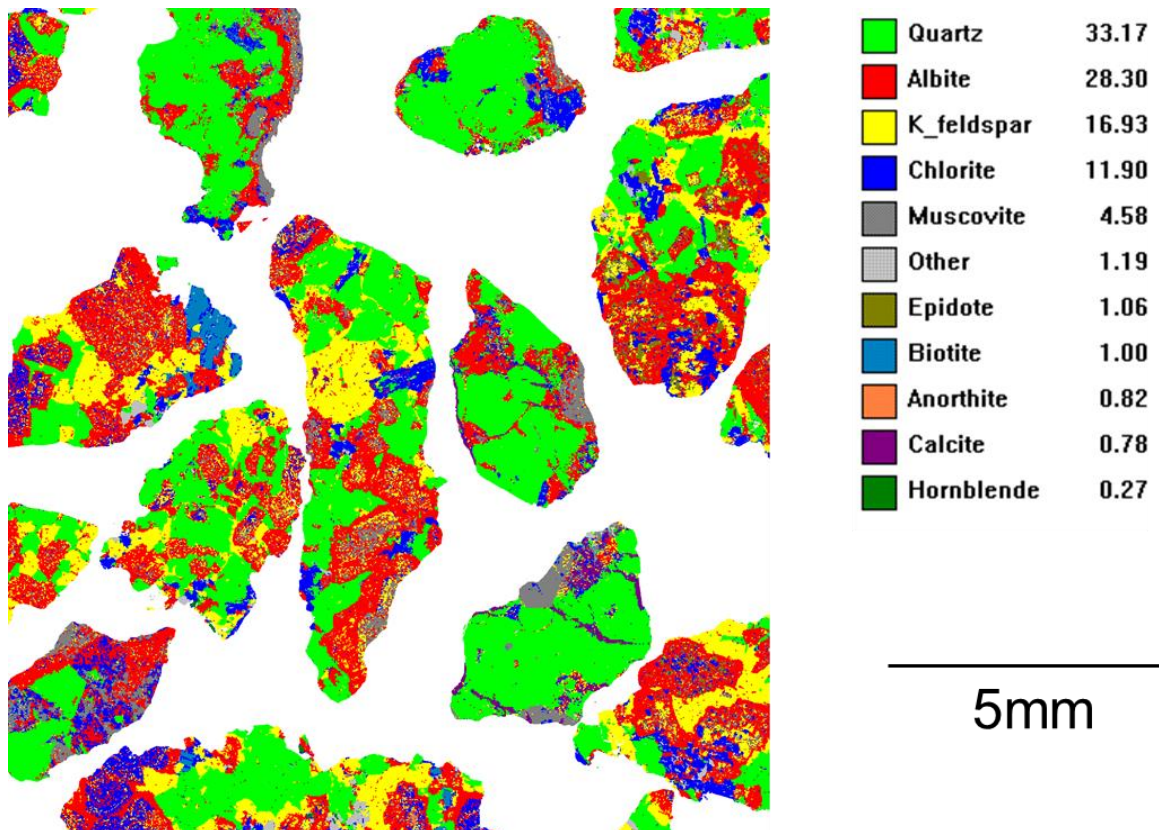 Quartz 33.17
Albite 28.30
K_feldspar 16.93
Chlorite 11.90
Muscovite 4.58
Other 1.19
Epidote 1.06
Biotite 1.00
Anorthite 0.82
Calcite 0.78
Hornblende 0.27
5mm